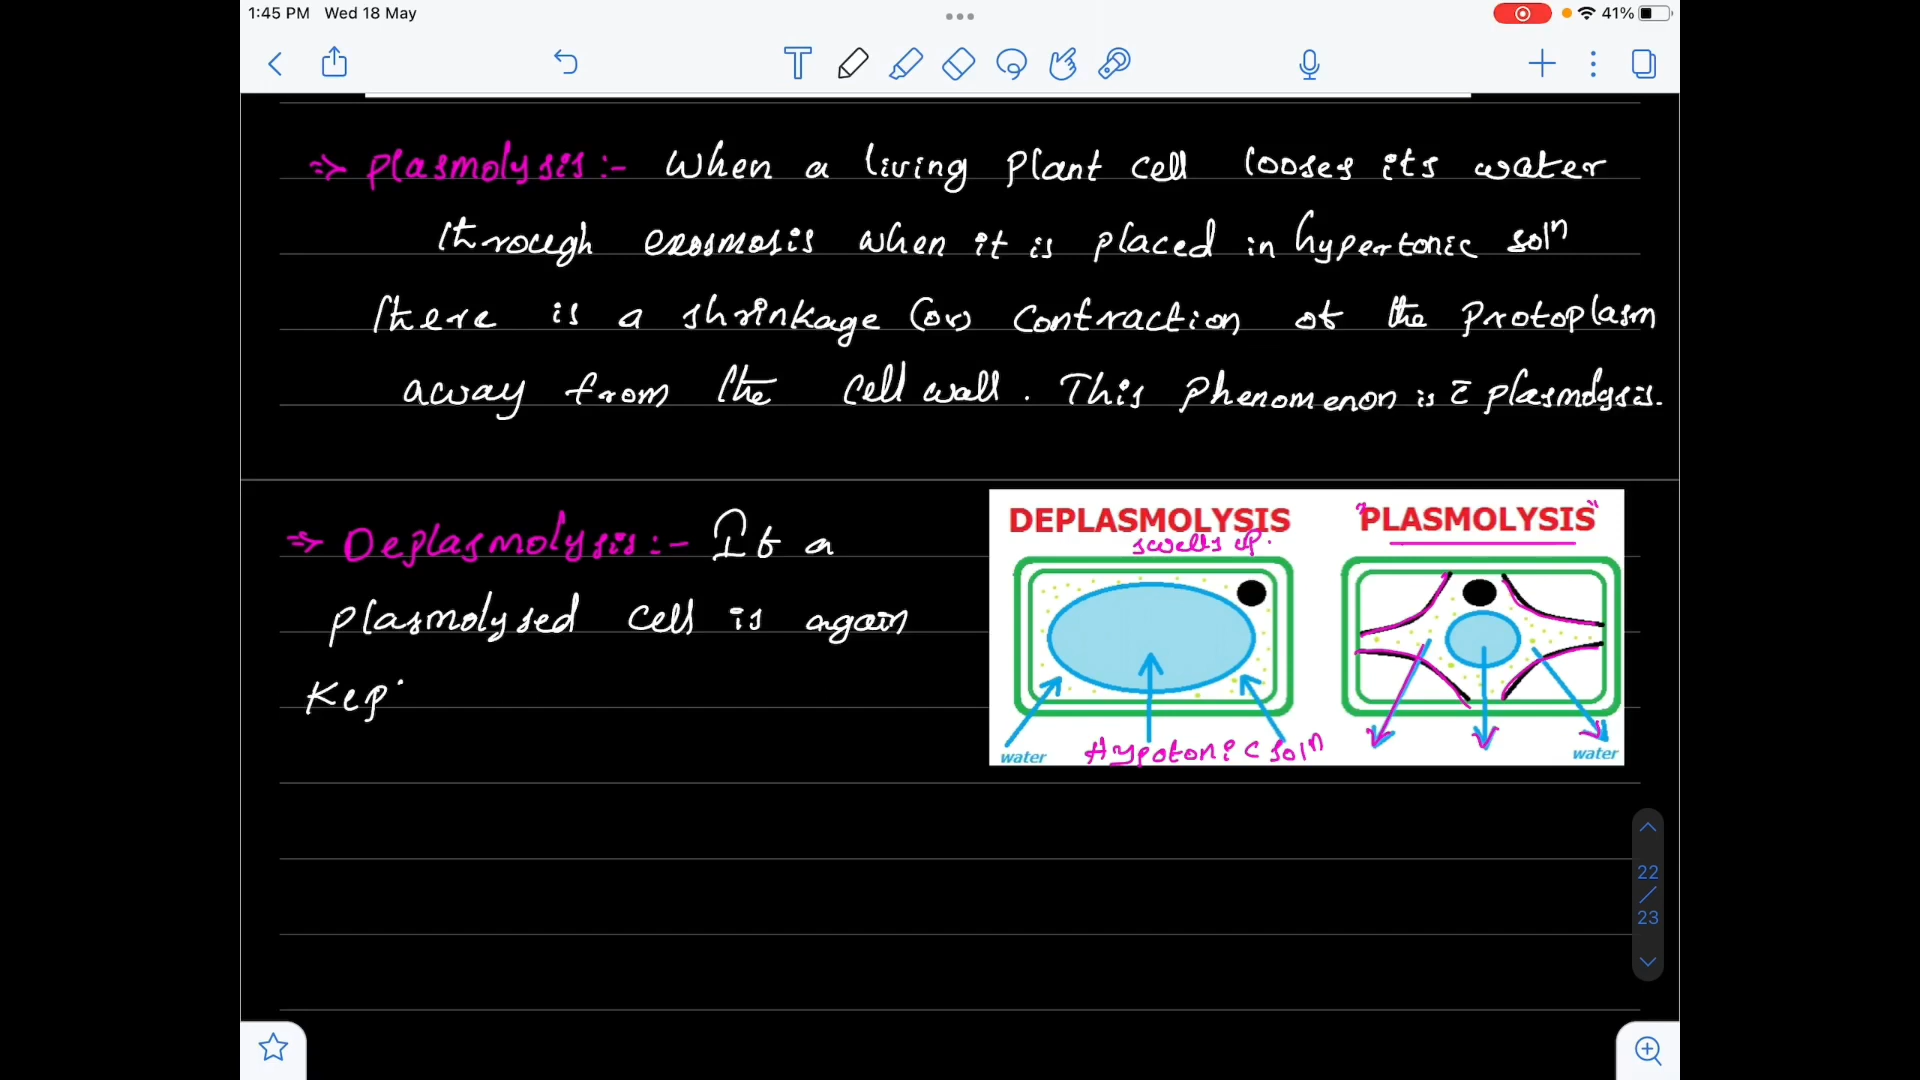 1:45 PM Wed 18 May
41%
⇒ Plasmolysis :- When a living Plant cell looses its water
through exosmosis when it is placed in hypertonic solⁿ
there is a shrinkage (or) contraction of the protoplasm
away from the cell wall. This Phenomenon is c̄ plasmolysis.
⇒ Deplasmolysis :- If a
plasmolysed cell is again
Kep
DEPLASMOLYSIS
swells up.
"PLASMOLYSIS"
water
Hypotonic solⁿ
water
22
/
23